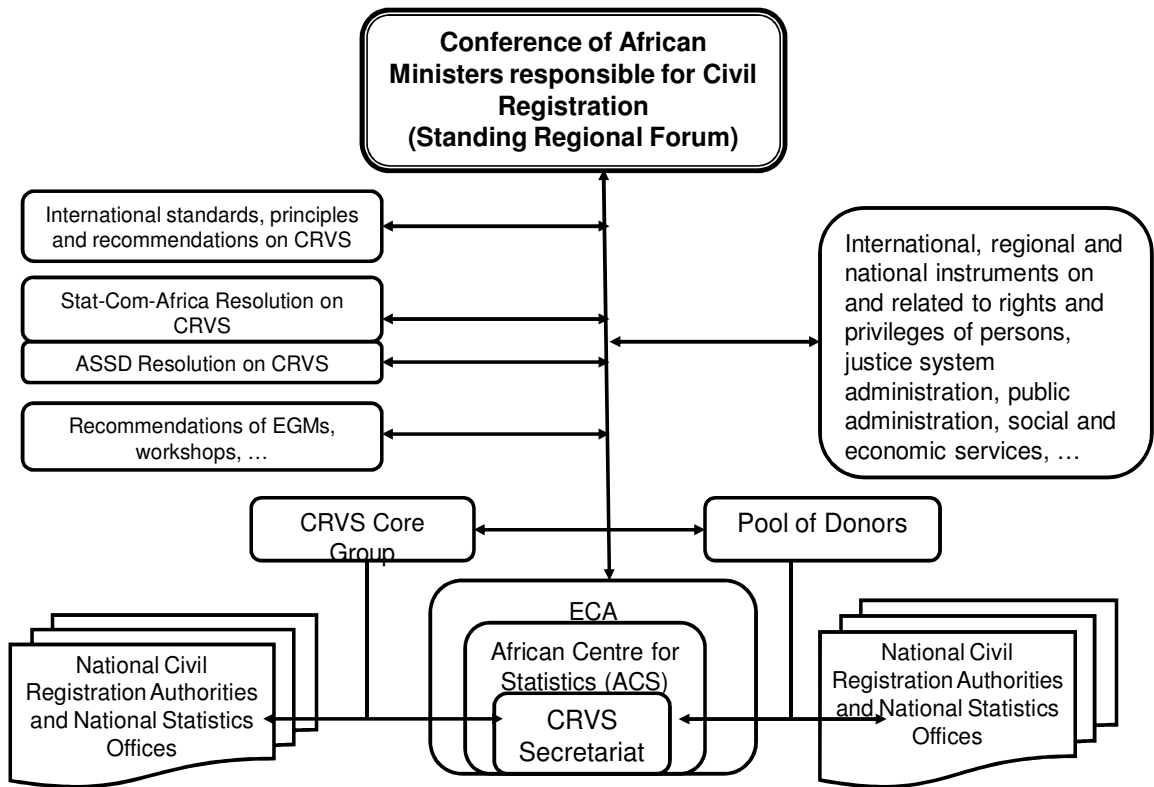 Conference of African
Ministers responsible for Civil
Registration
(Standing Regional Forum)
International standards, principles
and recommendations on CRVS
Stat-Com-Africa Resolution on
CRVS
ASSD Resolution on CRVS
Recommendations of EGMs,
workshops, …
International, regional and
national instruments on
and related to rights and
privileges of persons,
justice system
administration, public
administration, social and
economic services, …
CRVS Core
Group
Pool of Donors
ECA
African Centre for
Statistics (ACS)
CRVS
Secretariat
National Civil
Registration Authorities
and National Statistics
Offices
National Civil
Registration Authorities
and National Statistics
Offices